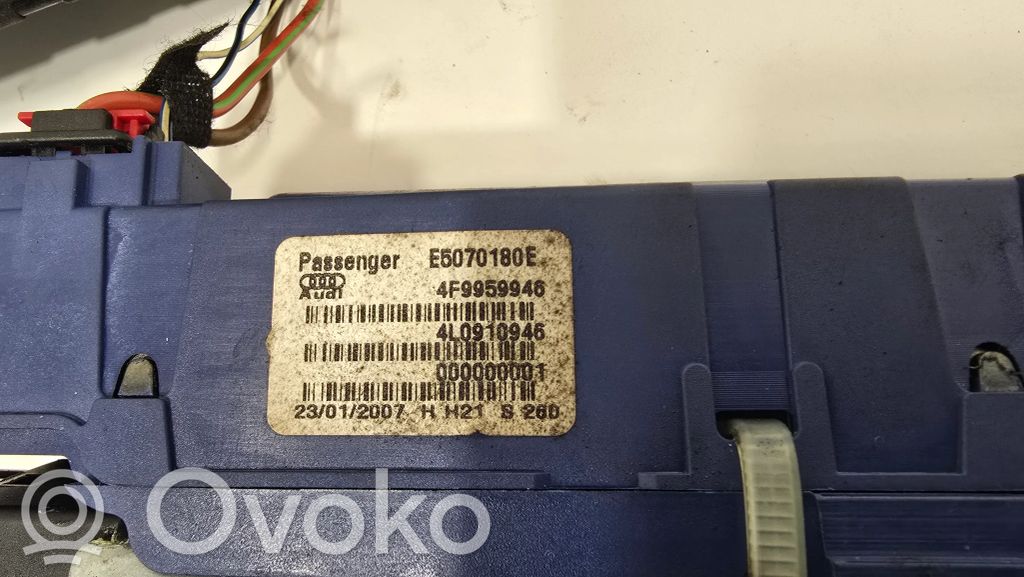 Passenger E5070180E
Audi 4F9959946
4L0910946
000000001
23/01/2007 H H21 S 260
Ovoko